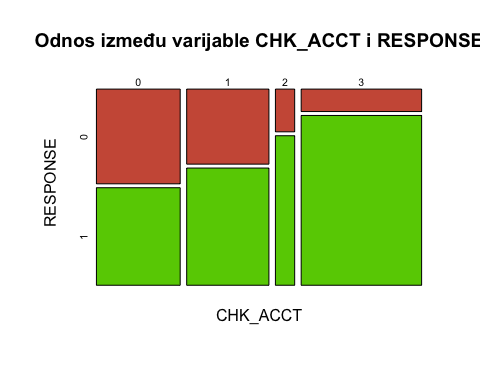 Odnos između varijable CHK_ACCT i RESPONSE
0 1 2 3
0
1
RESPONSE
CHK_ACCT